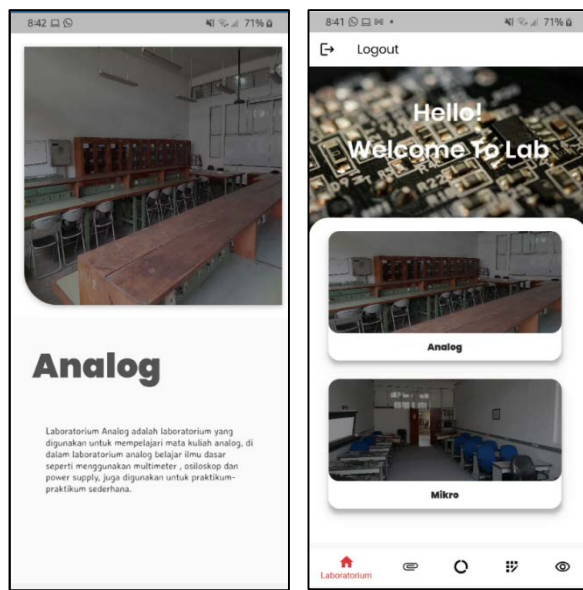 8:42
71%
Analog
Laboratorium Analog adalah laboratorium yang
digunakan untuk mempelajari mata kuliah analog, di
dalam laboratorium analog belajar ilmu dasar
seperti menggunakan multimeter , osiloskop dan
power supply, juga digunakan untuk praktikum-
praktikum sederhana.
8:41
71%
Logout
Hello!
Welcome To Lab
Analog
Mikro
Laboratorium